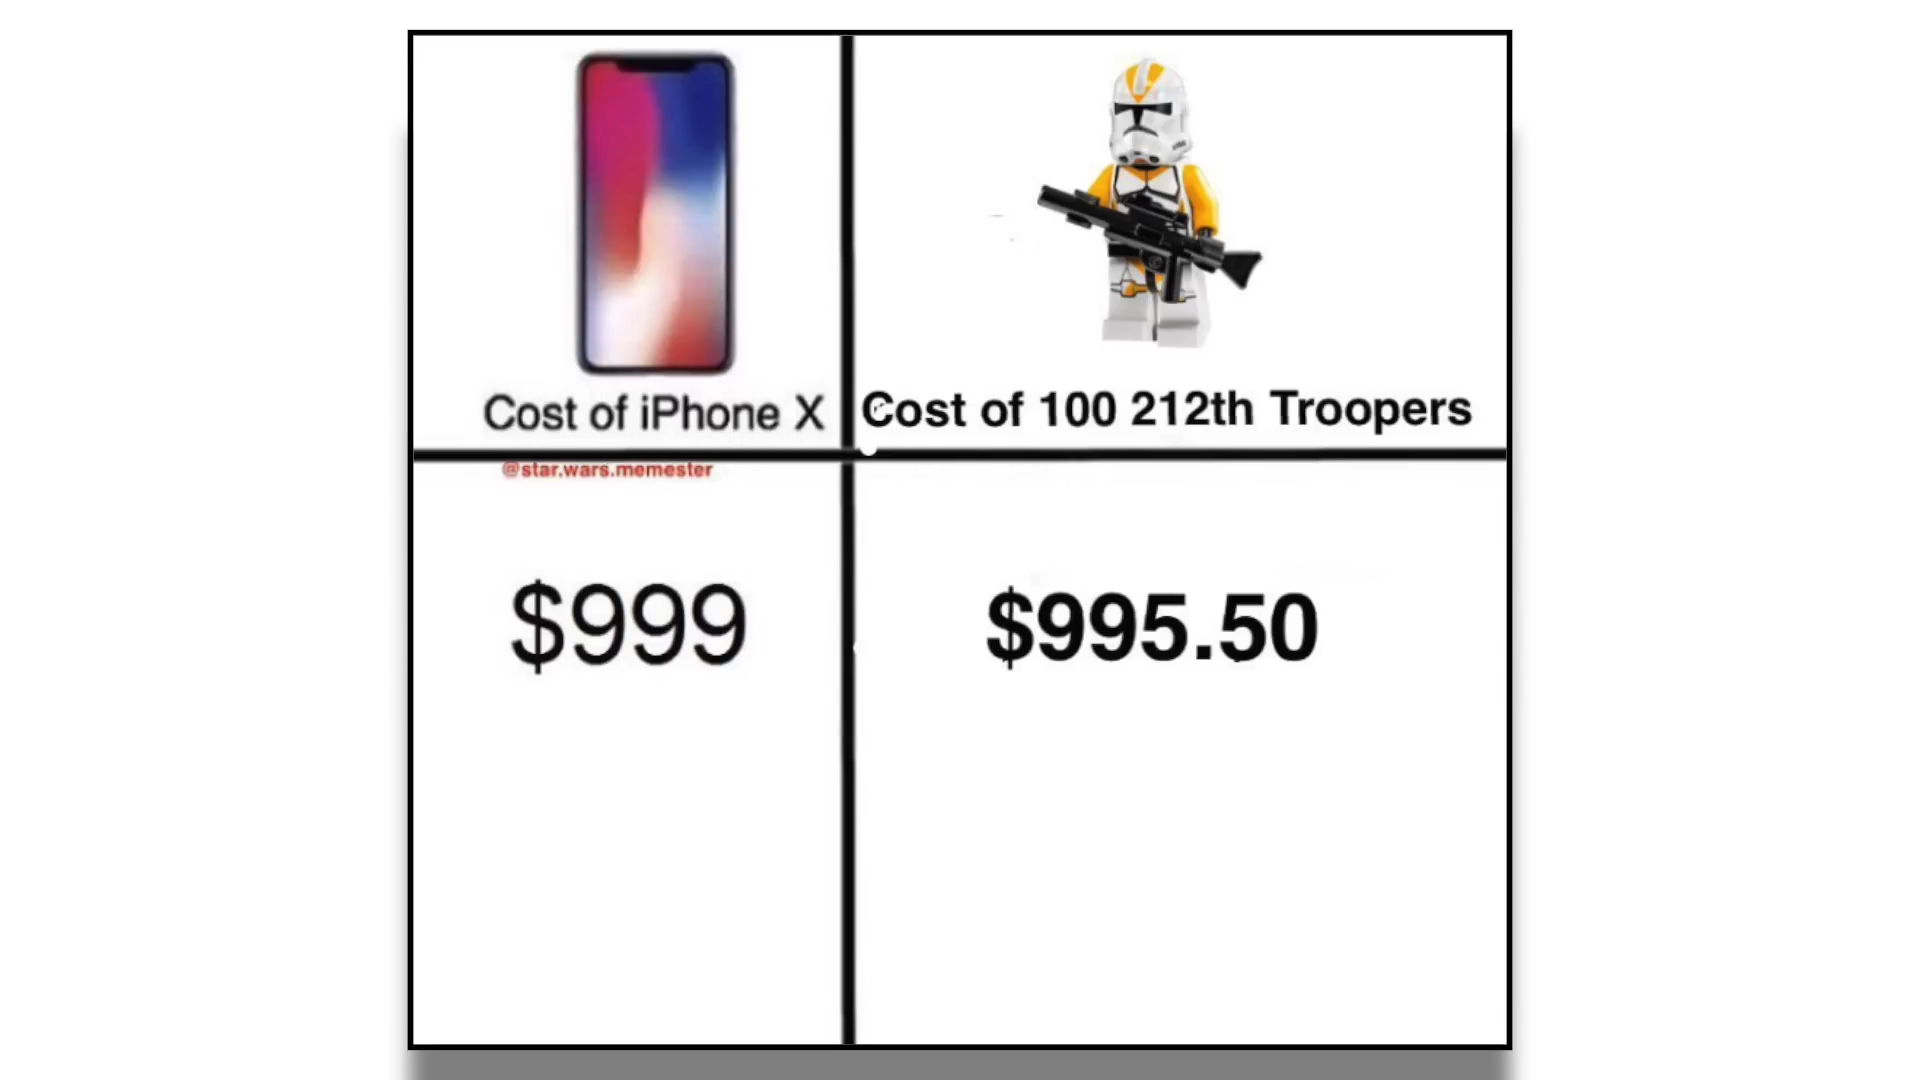 Cost of iPhone X
Cost of 100 212th Troopers
@star.wars.memester
$999
$995.50